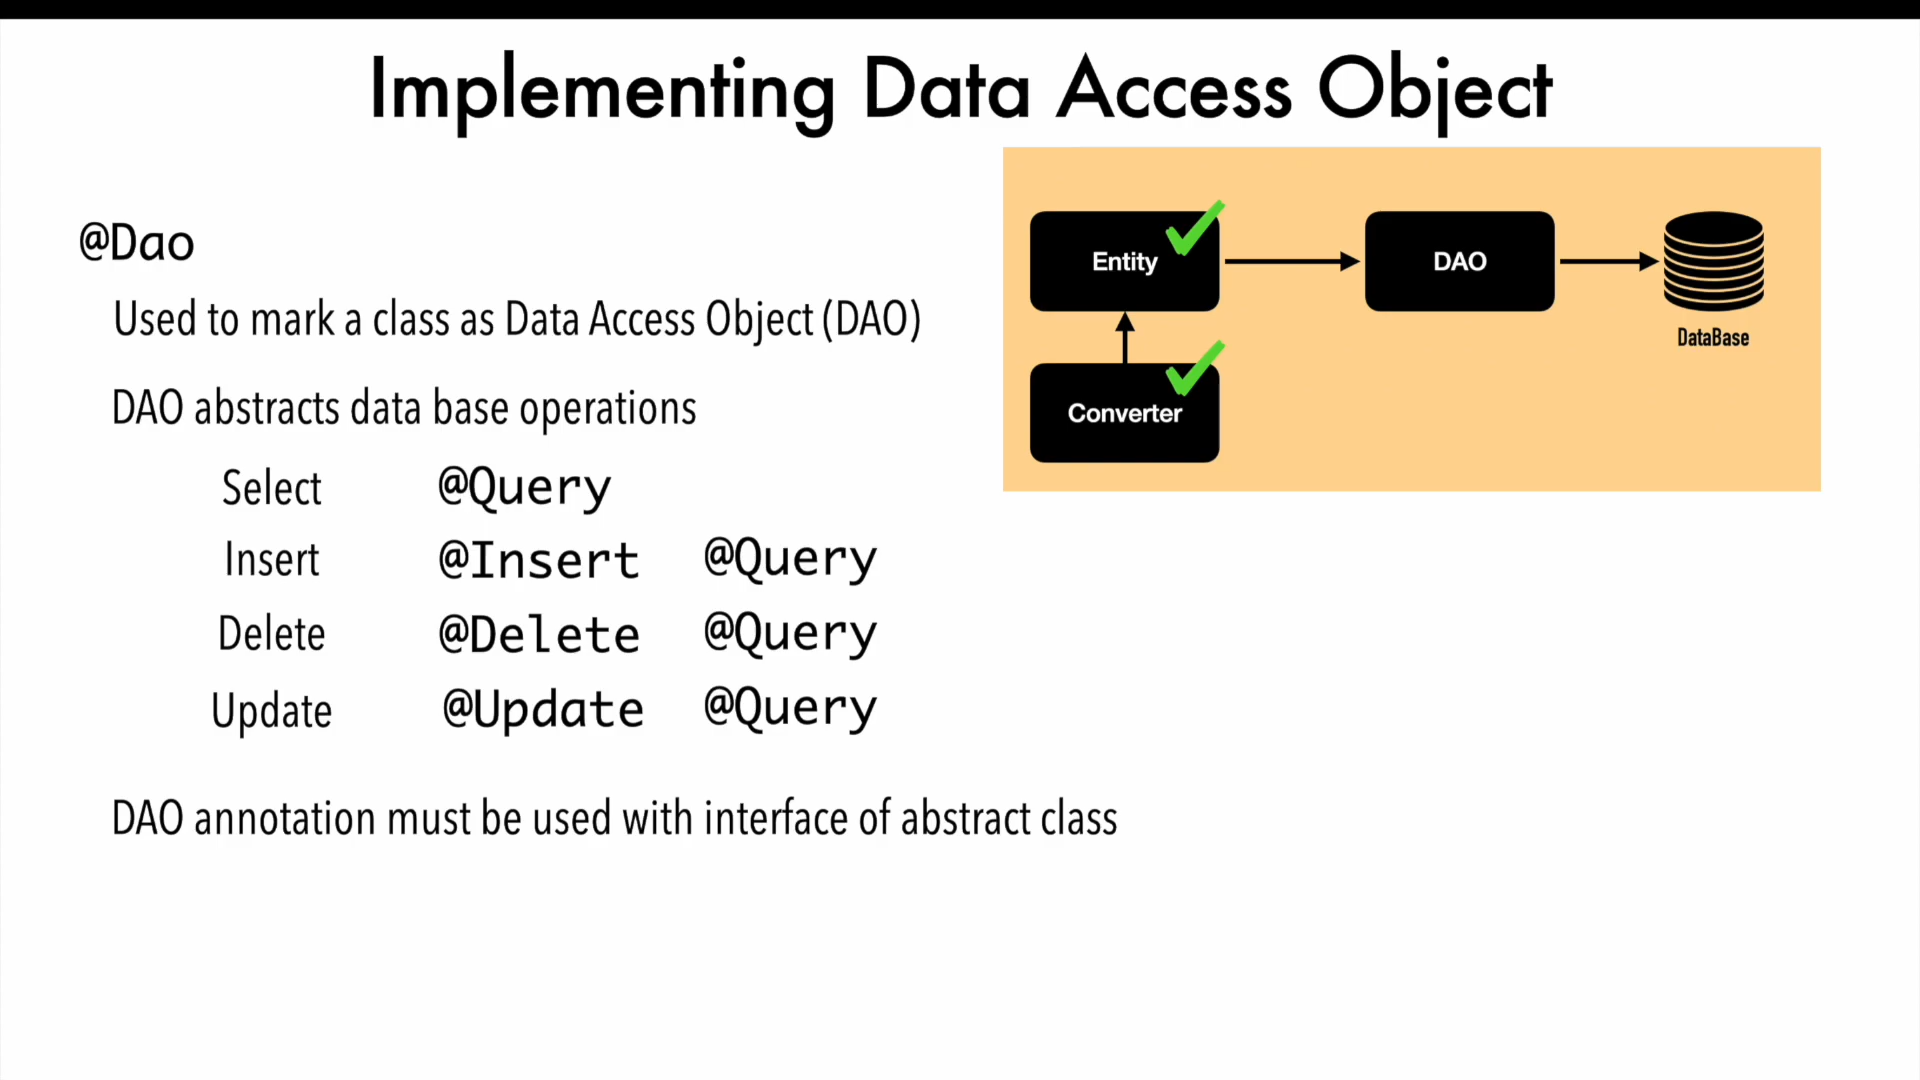 Implementing Data Access Object
@Dao
Used to mark a class as Data Access Object (DAO)
DAO abstracts data base operations
Select @Query
Insert @Insert @Query
Delete @Delete @Query
Update @Update @Query
DAO annotation must be used with interface of abstract class
Entity
DAO
DataBase
Converter